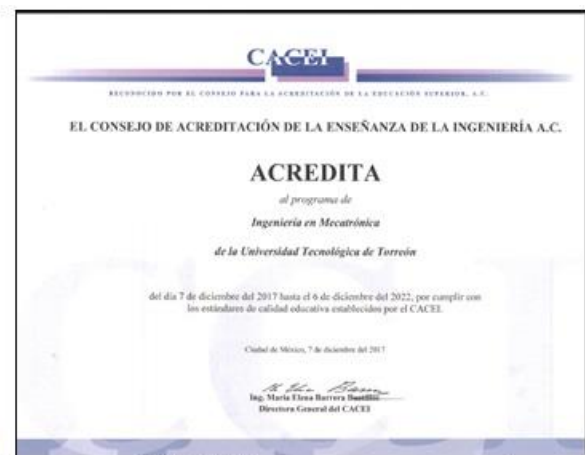 CACEI
RECONOCIDO POR EL CONSEJO PARA LA ACREDITACIÓN DE LA EDUCACIÓN SUPERIOR, A.C.
EL CONSEJO DE ACREDITACIÓN DE LA ENSEÑANZA DE LA INGENIERÍA A.C.
ACREDITA
al programa de
Ingeniería en Mecatrónica
de la Universidad Tecnológica de Torreón
del día 7 de diciembre del 2017 hasta el 6 de diciembre del 2022, por cumplir con
los estándares de calidad educativa establecidos por el CACEI.
Ciudad de México, 7 de diciembre del 2017
Ing. María Elena Barrera
Directora General del CACEI